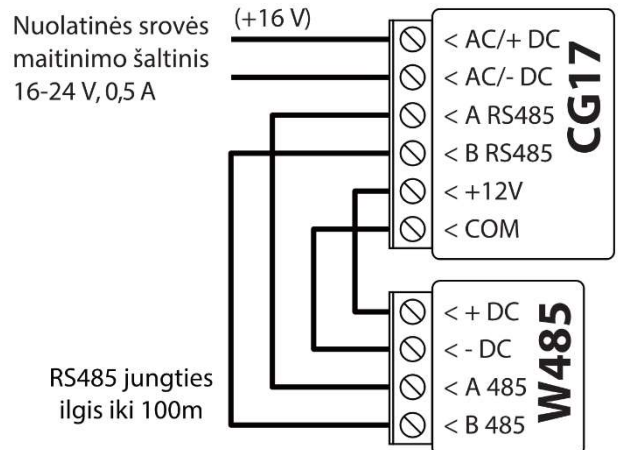 Nuolatinės srovės
maitinimo šaltinis
16-24 V, 0,5 A
(+16 V)
< AC/+ DC
< AC/- DC
< A RS485
< B RS485
< +12V
< COM
CG17
< + DC
< - DC
< A 485
< B 485
W485
RS485 jungties
ilgis iki 100m